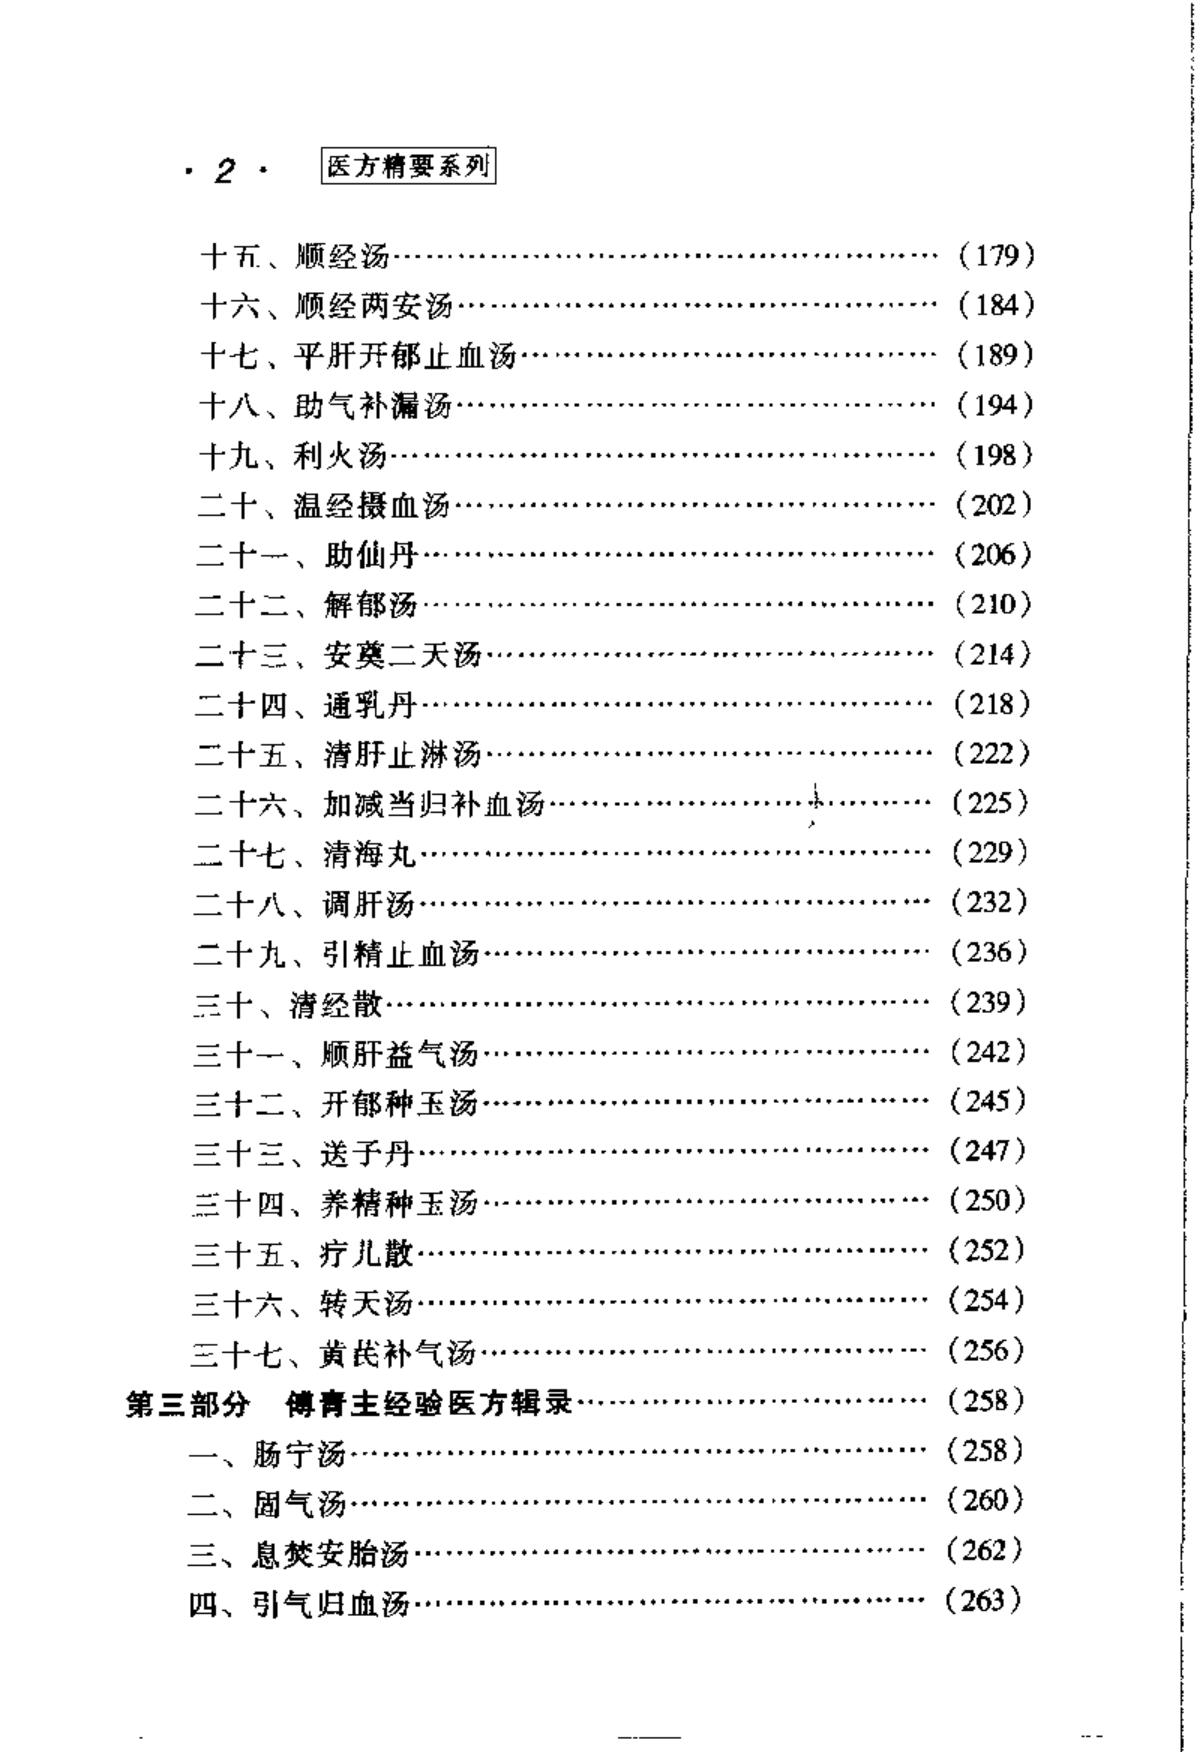 · 2 · 医方精要系列
十五、顺经汤……………………………………………（179）
十六、顺经两安汤………………………………………（184）
十七、平肝开郁止血汤…………………………………（189）
十八、助气补漏汤………………………………………（194）
十九、利火汤……………………………………………（198）
二十、温经摄血汤………………………………………（202）
二十一、助仙丹…………………………………………（206）
二十二、解郁汤…………………………………………（210）
二十三、安奠二天汤……………………………………（214）
二十四、通乳丹…………………………………………（218）
二十五、清肝止淋汤……………………………………（222）
二十六、加减当归补血汤………………………………（225）
二十七、清海丸…………………………………………（229）
二十八、调肝汤…………………………………………（232）
二十九、引精止血汤……………………………………（236）
三十、清经散……………………………………………（239）
三十一、顺肝益气汤……………………………………（242）
三十二、开郁种玉汤……………………………………（245）
三十三、送子丹…………………………………………（247）
三十四、养精种玉汤……………………………………（250）
三十五、疗儿散…………………………………………（252）
三十六、转天汤…………………………………………（254）
三十七、黄芪补气汤……………………………………（256）
第三部分 傅青主经验医方辑录…………………………（258）
一、肠宁汤………………………………………………（258）
二、固气汤………………………………………………（260）
三、息焚安胎汤…………………………………………（262）
四、引气归血汤…………………………………………（263）